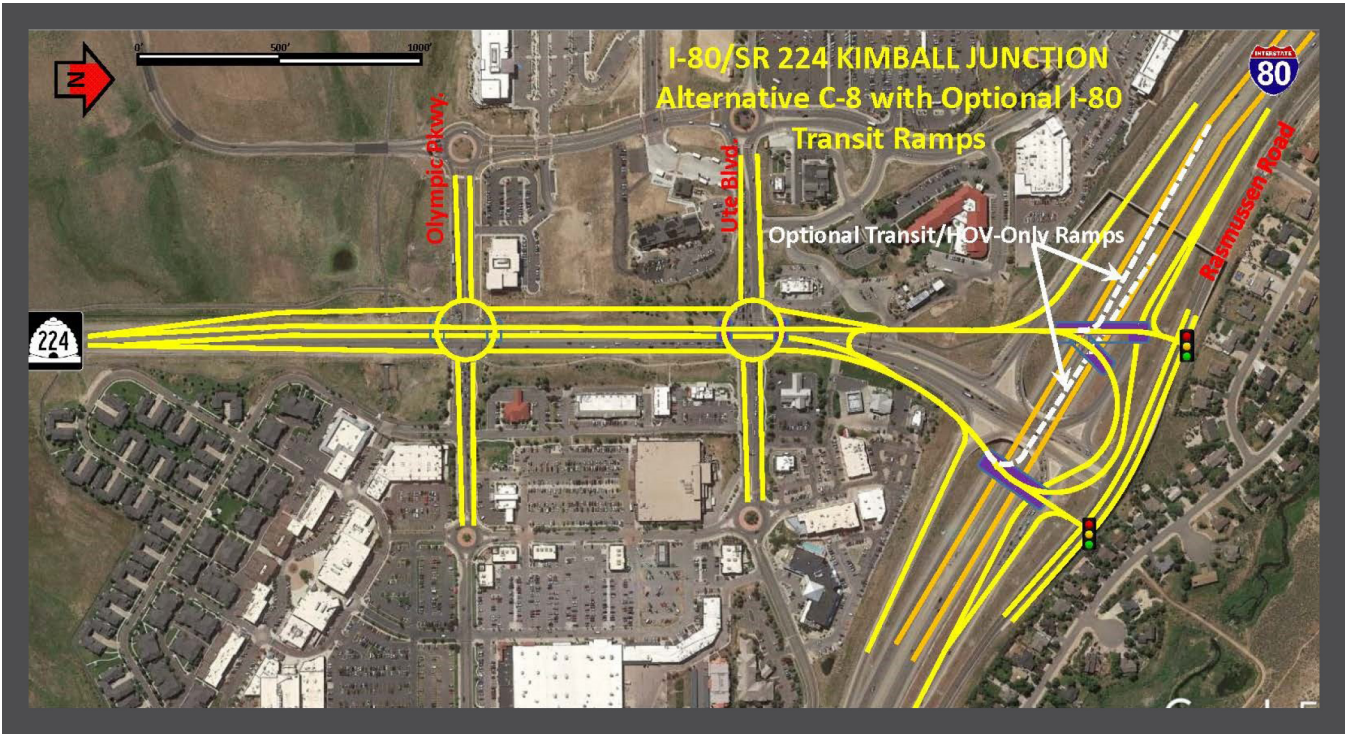 0'
500'
1000'
N
I-80/SR 224 KIMBALL JUNCTION
Alternative C-8 with Optional I-80
Transit Ramps
INTERSTATE
80
Olympic Pkwy.
Ute Blvd.
Rasmussen Road
Optional Transit/HOV-Only Ramps
224